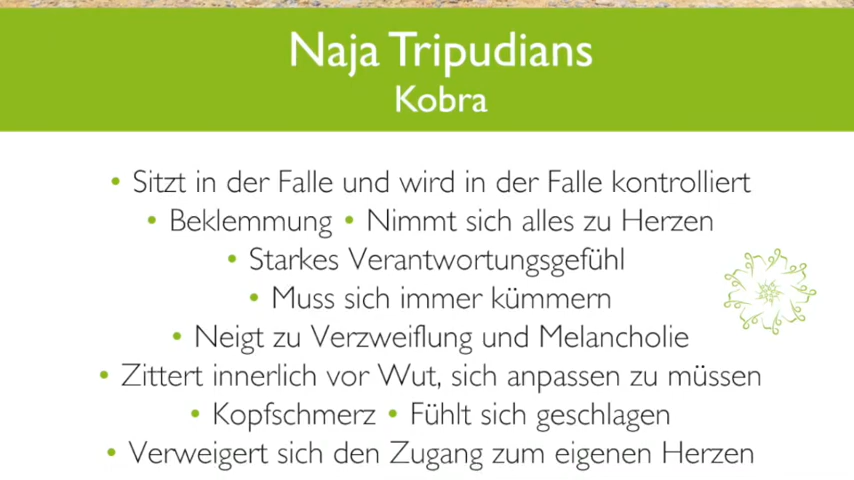 Naja Tripudians
Kobra
• Sitzt in der Falle und wird in der Falle kontrolliert
• Beklemmung • Nimmt sich alles zu Herzen
• Starkes Verantwortungsgefühl
• Muss sich immer kümmern
• Neigt zu Verzweiflung und Melancholie
• Zittert innerlich vor Wut, sich anpassen zu müssen
• Kopfschmerz • Fühlt sich geschlagen
• Verweigert sich den Zugang zum eigenen Herzen